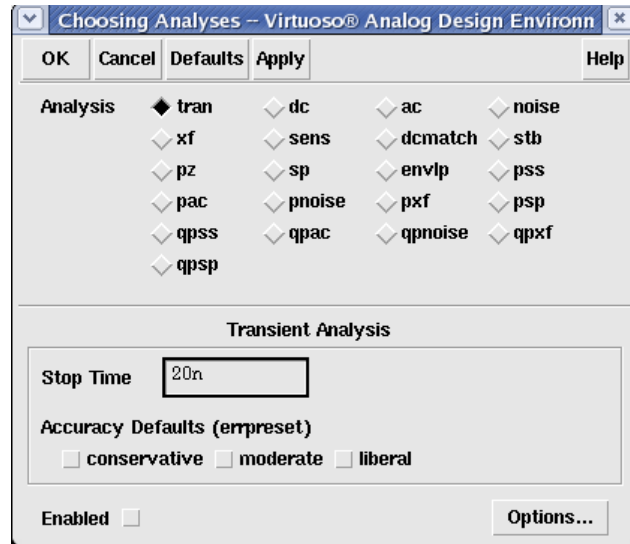 Choosing Analyses -- Virtuoso® Analog Design Environn
OK Cancel Defaults Apply Help
Analysis tran dc ac noise
xf sens dcmatch stb
pz sp envlp pss
pac pnoise pxf psp
qpss qpac qpnoise qpxf
qpsp
Transient Analysis
Stop Time 20n
Accuracy Defaults (errpreset)
conservative moderate liberal
Enabled Options...